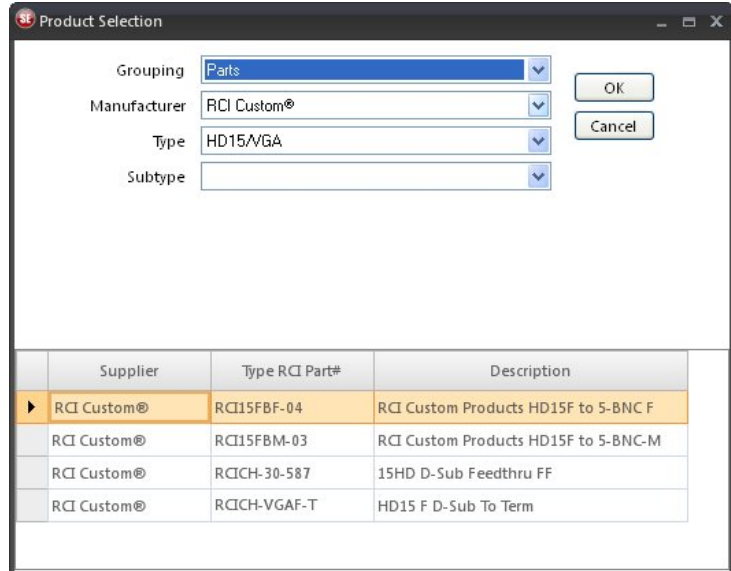 SE Product Selection
Grouping Parts
OK
Manufacturer RCI Custom®
Cancel
Type HD15/VGA
Subtype
Supplier Type RCI Part# Description
RCI Custom® RCI15FBF-04 RCI Custom Products HD15F to 5-BNC F
RCI Custom® RCI15FBM-03 RCI Custom Products HD15F to 5-BNC-M
RCI Custom® RCICH-30-587 15HD D-Sub Feedthru FF
RCI Custom® RCICH-VGAF-T HD15 F D-Sub To Term